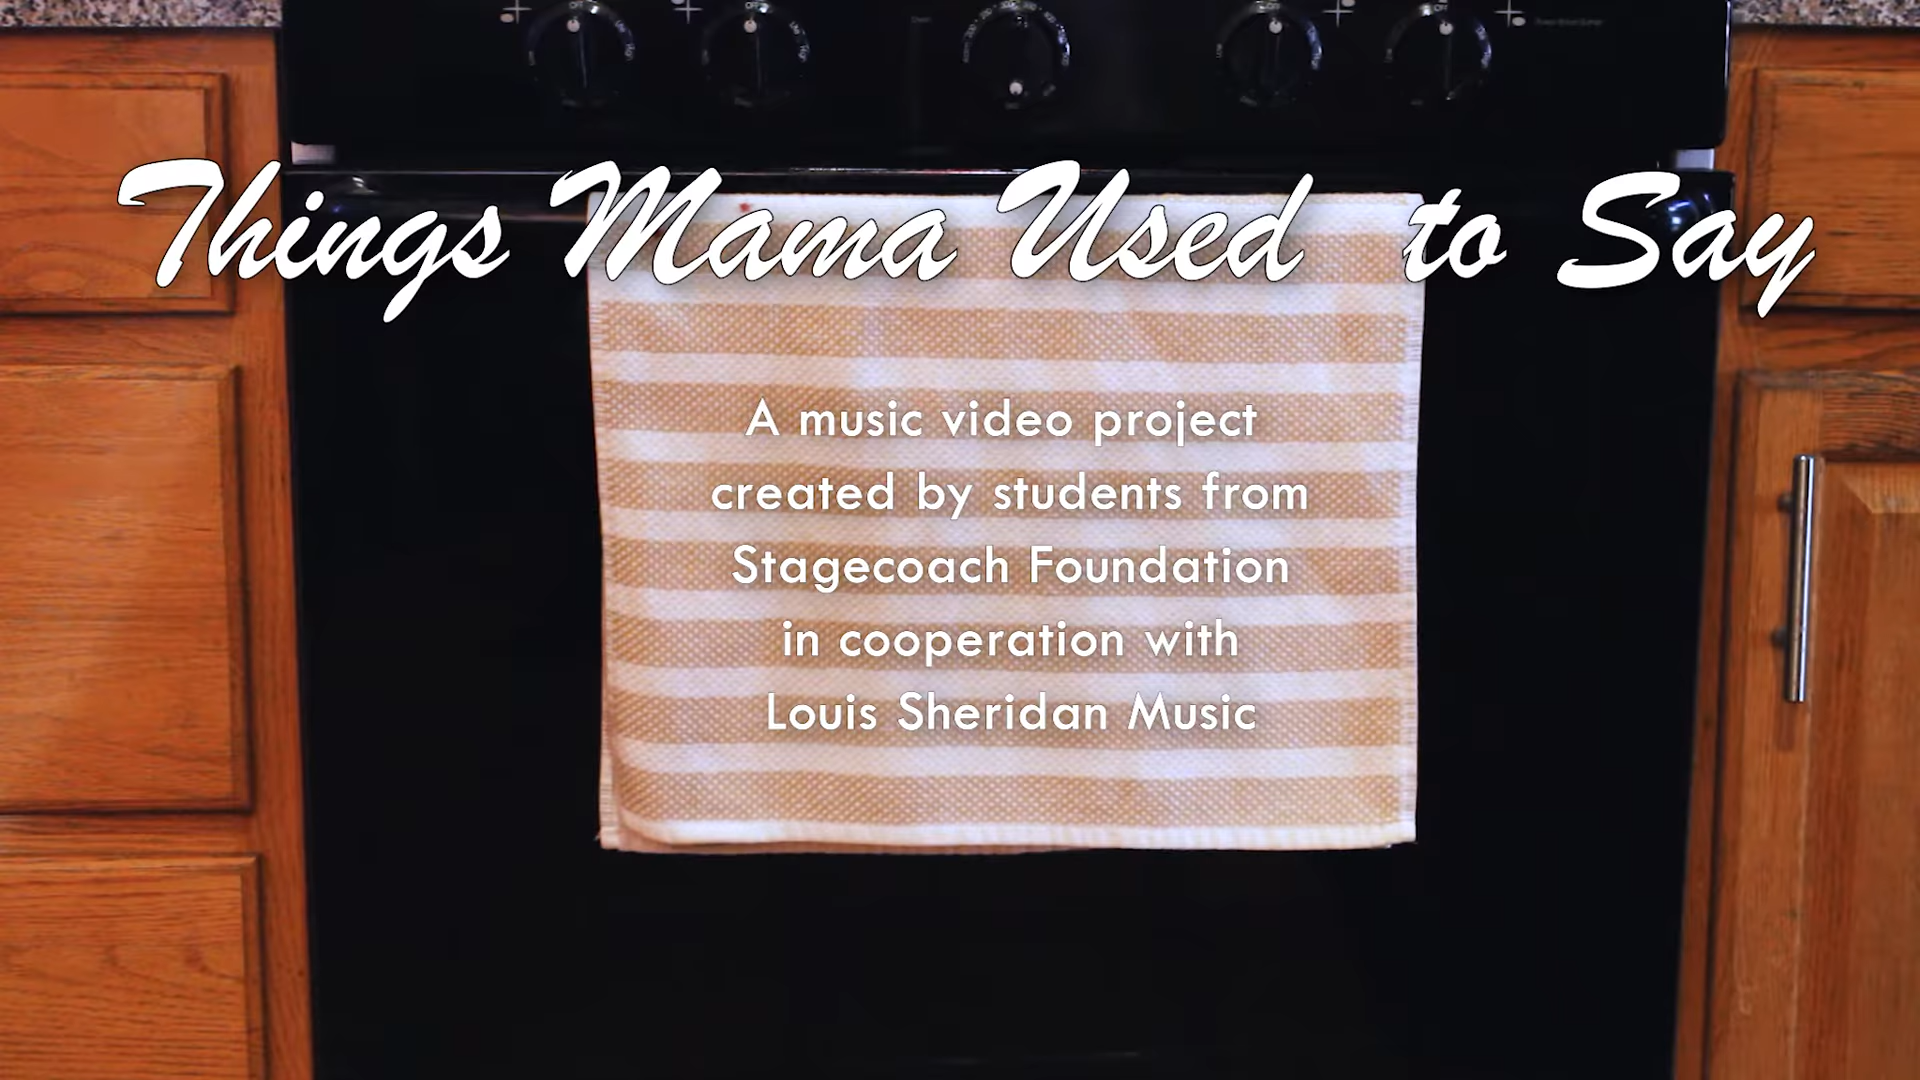 Things Mama Used to Say
A music video project
created by students from
Stagecoach Foundation
in cooperation with
Louis Sheridan Music